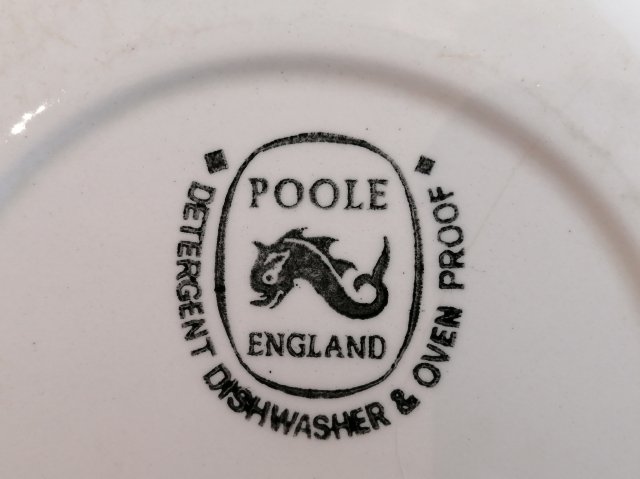 POOLE
ENGLAND
DETERGENT DISHWASHER & OVEN PROOF